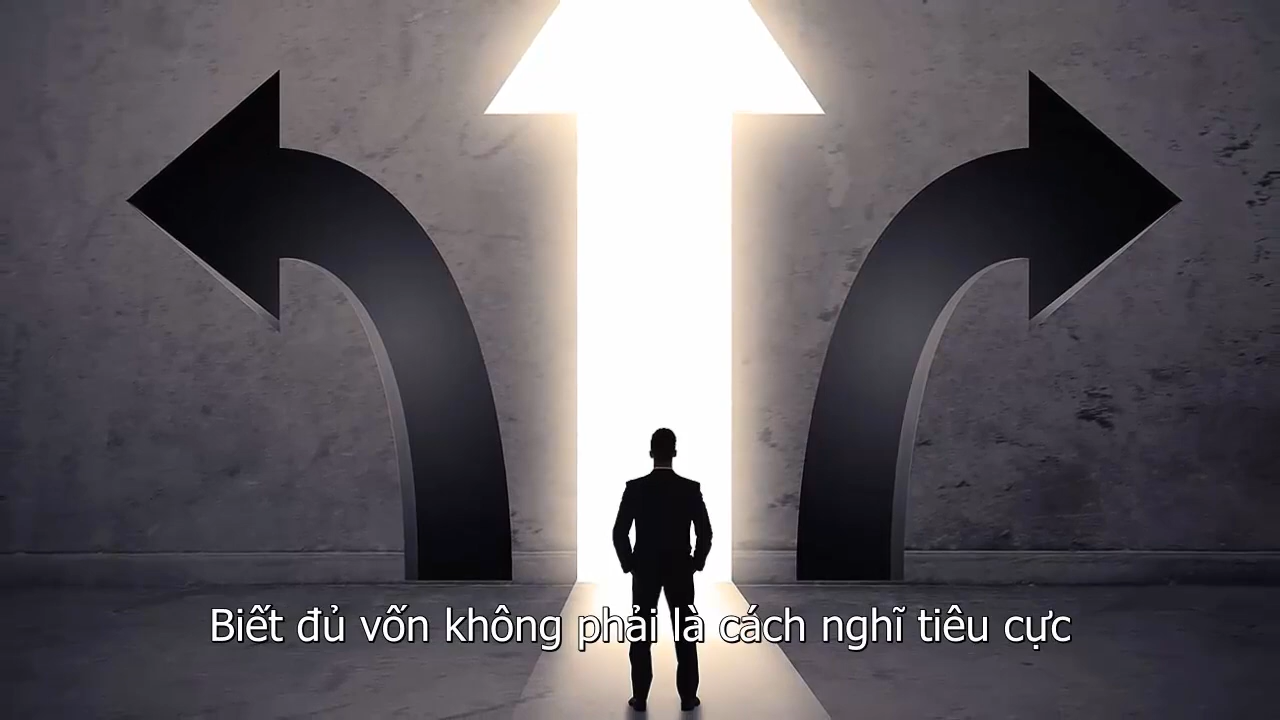 Biết đủ vốn không phải là cách nghĩ tiêu cực